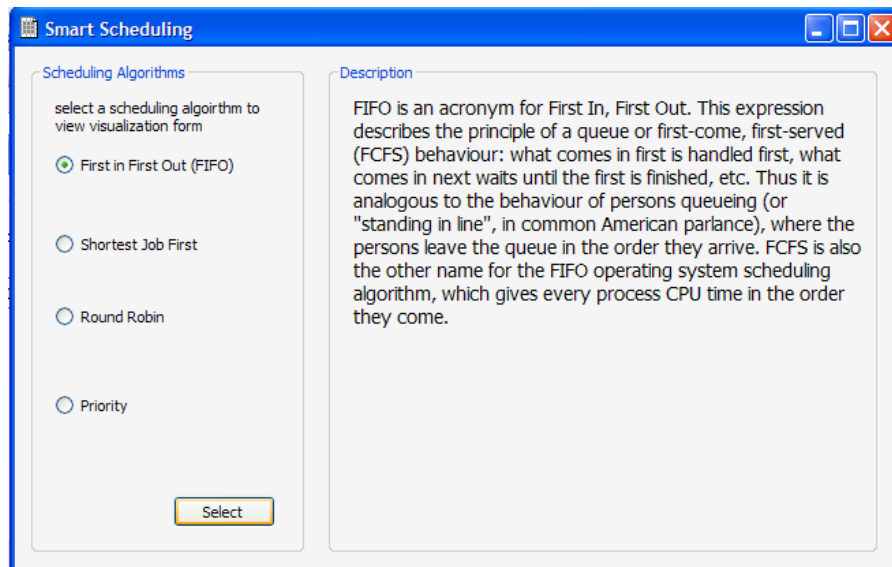 Smart Scheduling
Scheduling Algorithms
select a scheduling algoirthm to
view visualization form
First in First Out (FIFO)
Shortest Job First
Round Robin
Priority
Select
Description
FIFO is an acronym for First In, First Out. This expression
describes the principle of a queue or first-come, first-served
(FCFS) behaviour: what comes in first is handled first, what
comes in next waits until the first is finished, etc. Thus it is
analogous to the behaviour of persons queueing (or
"standing in line", in common American parlance), where the
persons leave the queue in the order they arrive. FCFS is also
the other name for the FIFO operating system scheduling
algorithm, which gives every process CPU time in the order
they come.